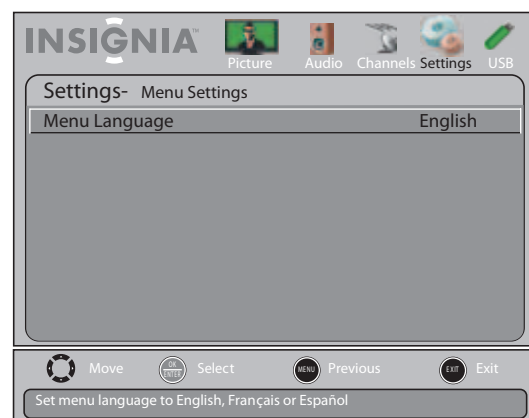 INSIGNIA™
Picture Audio Channels Settings USB
Settings- Menu Settings
Menu Language English
Move OK ENTER Select MENU Previous EXIT Exit
Set menu language to English, Français or Español